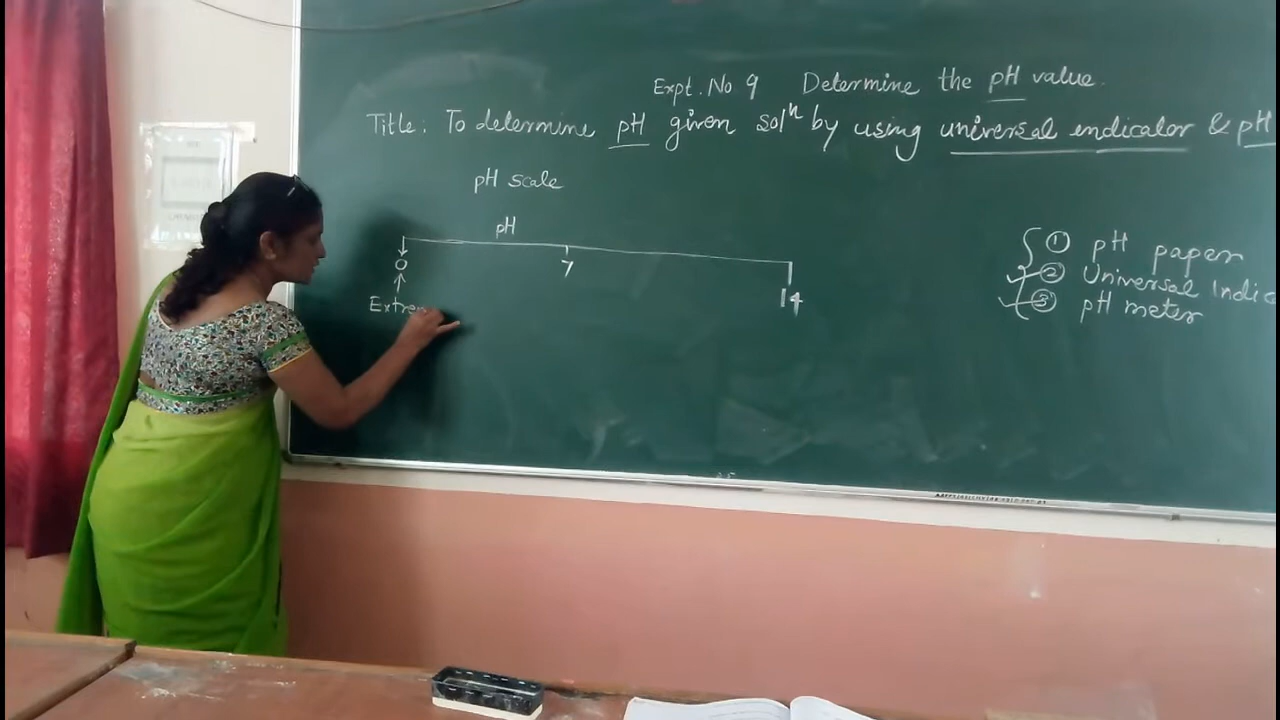 Expt. No 9 Determine the pH value.
Title: To determine pH given solⁿ by using universal indicator & pH
pH scale
pH
0
7
14
① pH paper
② Universal Indic
③ pH meter